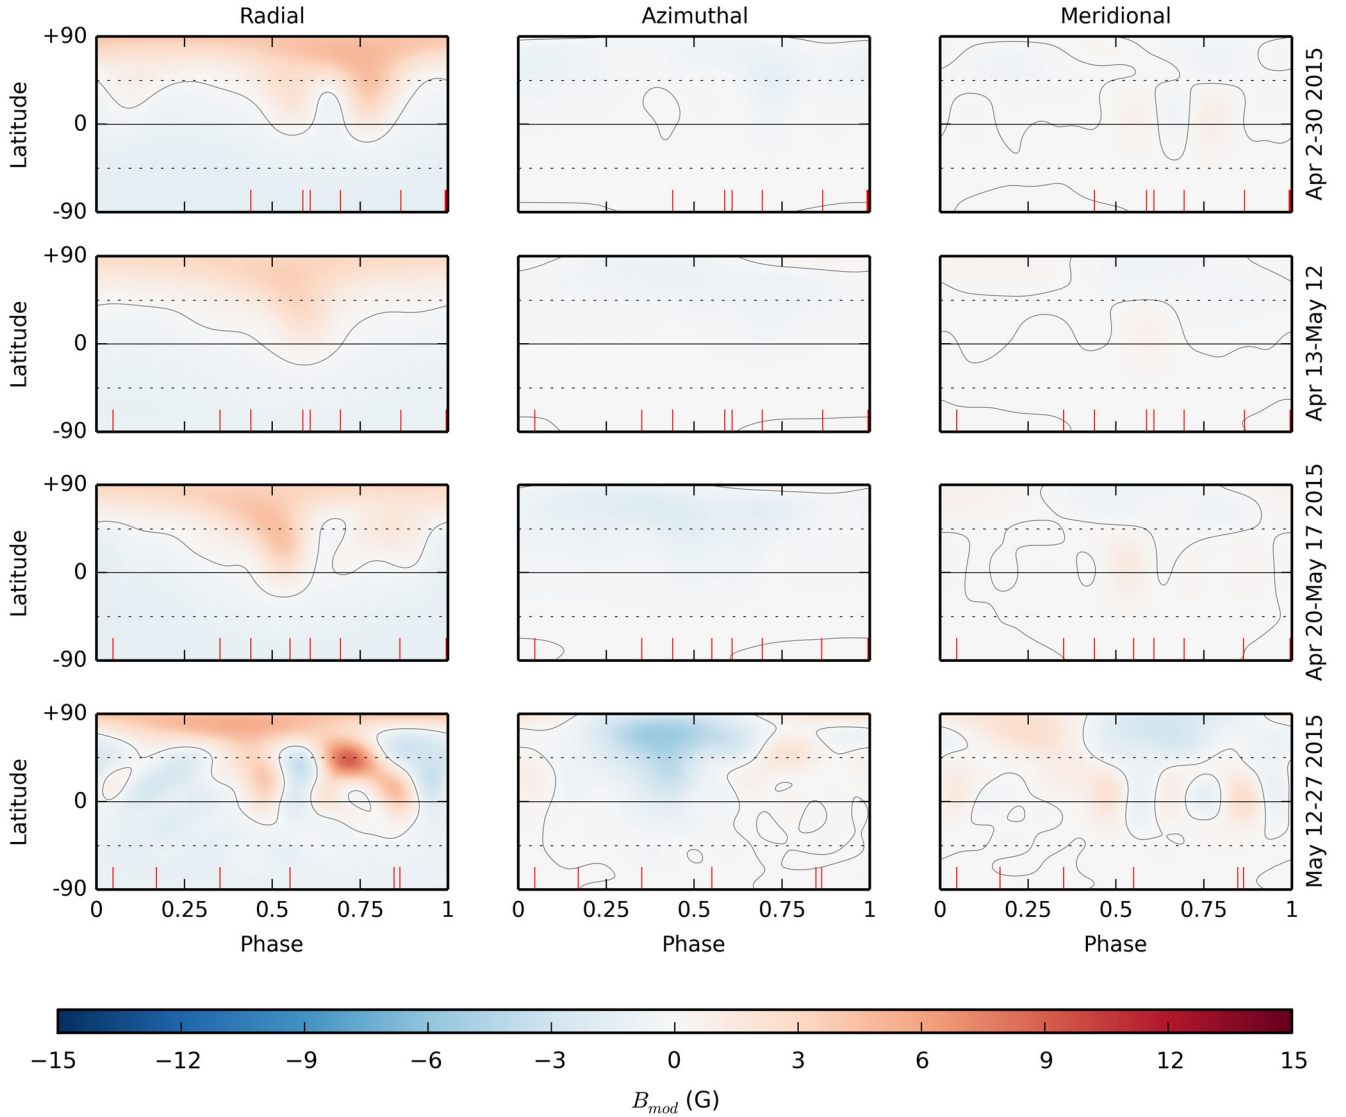 Radial Azimuthal Meridional
+90
0
-90
Latitude
Apr 2-30 2015
+90
0
-90
Latitude
Apr 13-May 12
+90
0
-90
Latitude
Apr 20-May 17 2015
+90
0
-90
Latitude
May 12-27 2015
0 0.25 0.5 0.75 1 0 0.25 0.5 0.75 1 0 0.25 0.5 0.75 1
Phase Phase Phase
−15 −12 −9 −6 −3 0 3 6 9 12 15
B_mod (G)